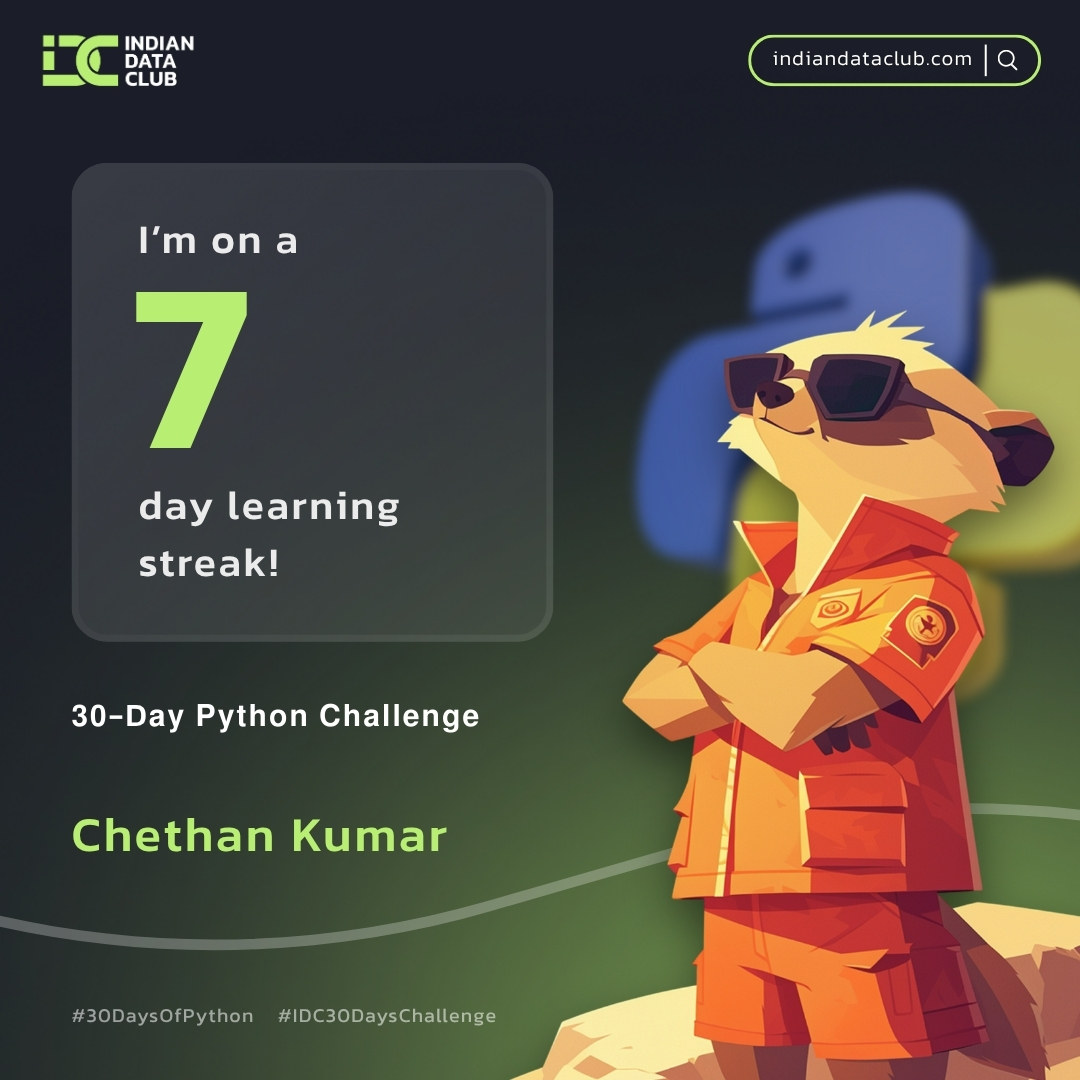 INDIAN
DATA
CLUB
indiandataclub.com
I'm on a
7
day learning
streak!
30-Day Python Challenge
Chethan Kumar
#30DaysOfPython #IDC30DaysChallenge